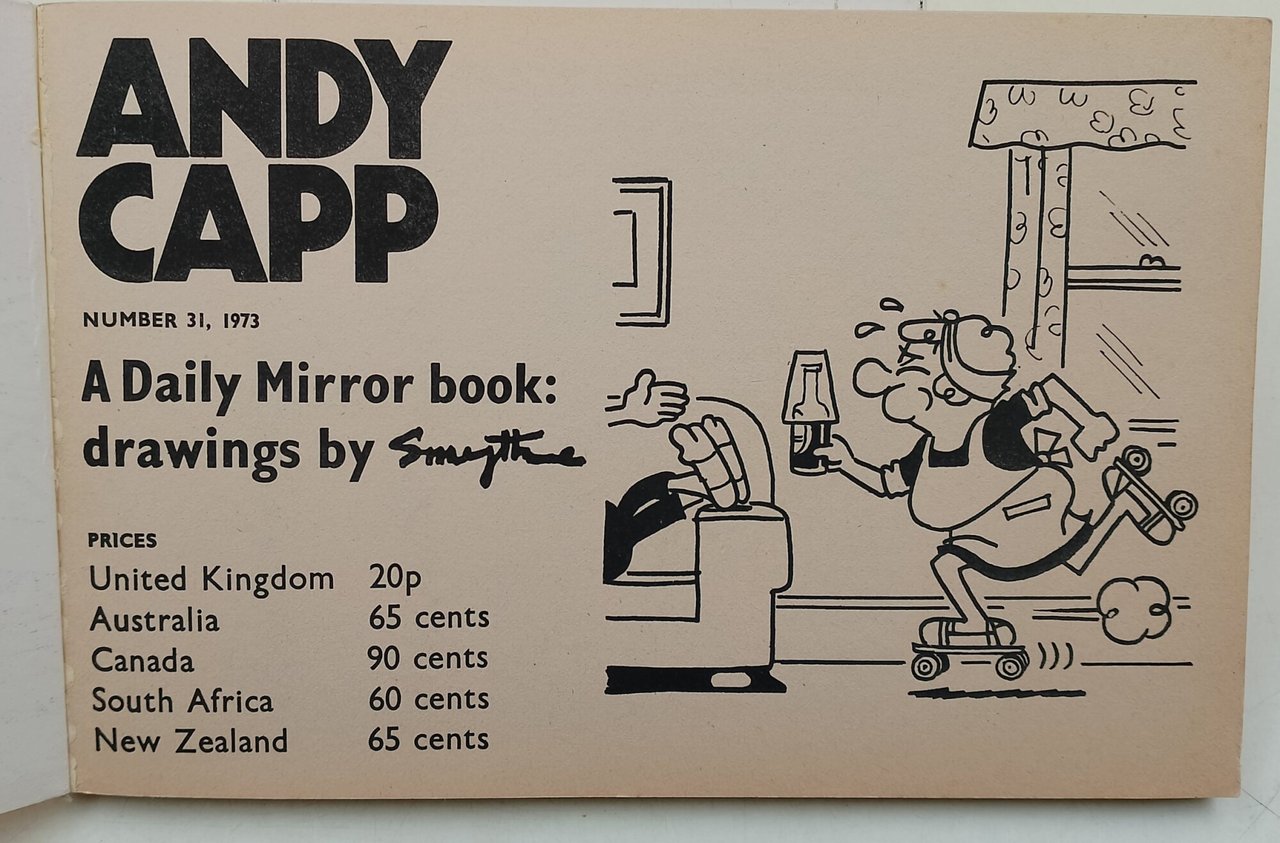 ANDY
CAPP
NUMBER 31, 1973
A Daily Mirror book:
drawings by Smythe
PRICES
United Kingdom 20p
Australia 65 cents
Canada 90 cents
South Africa 60 cents
New Zealand 65 cents